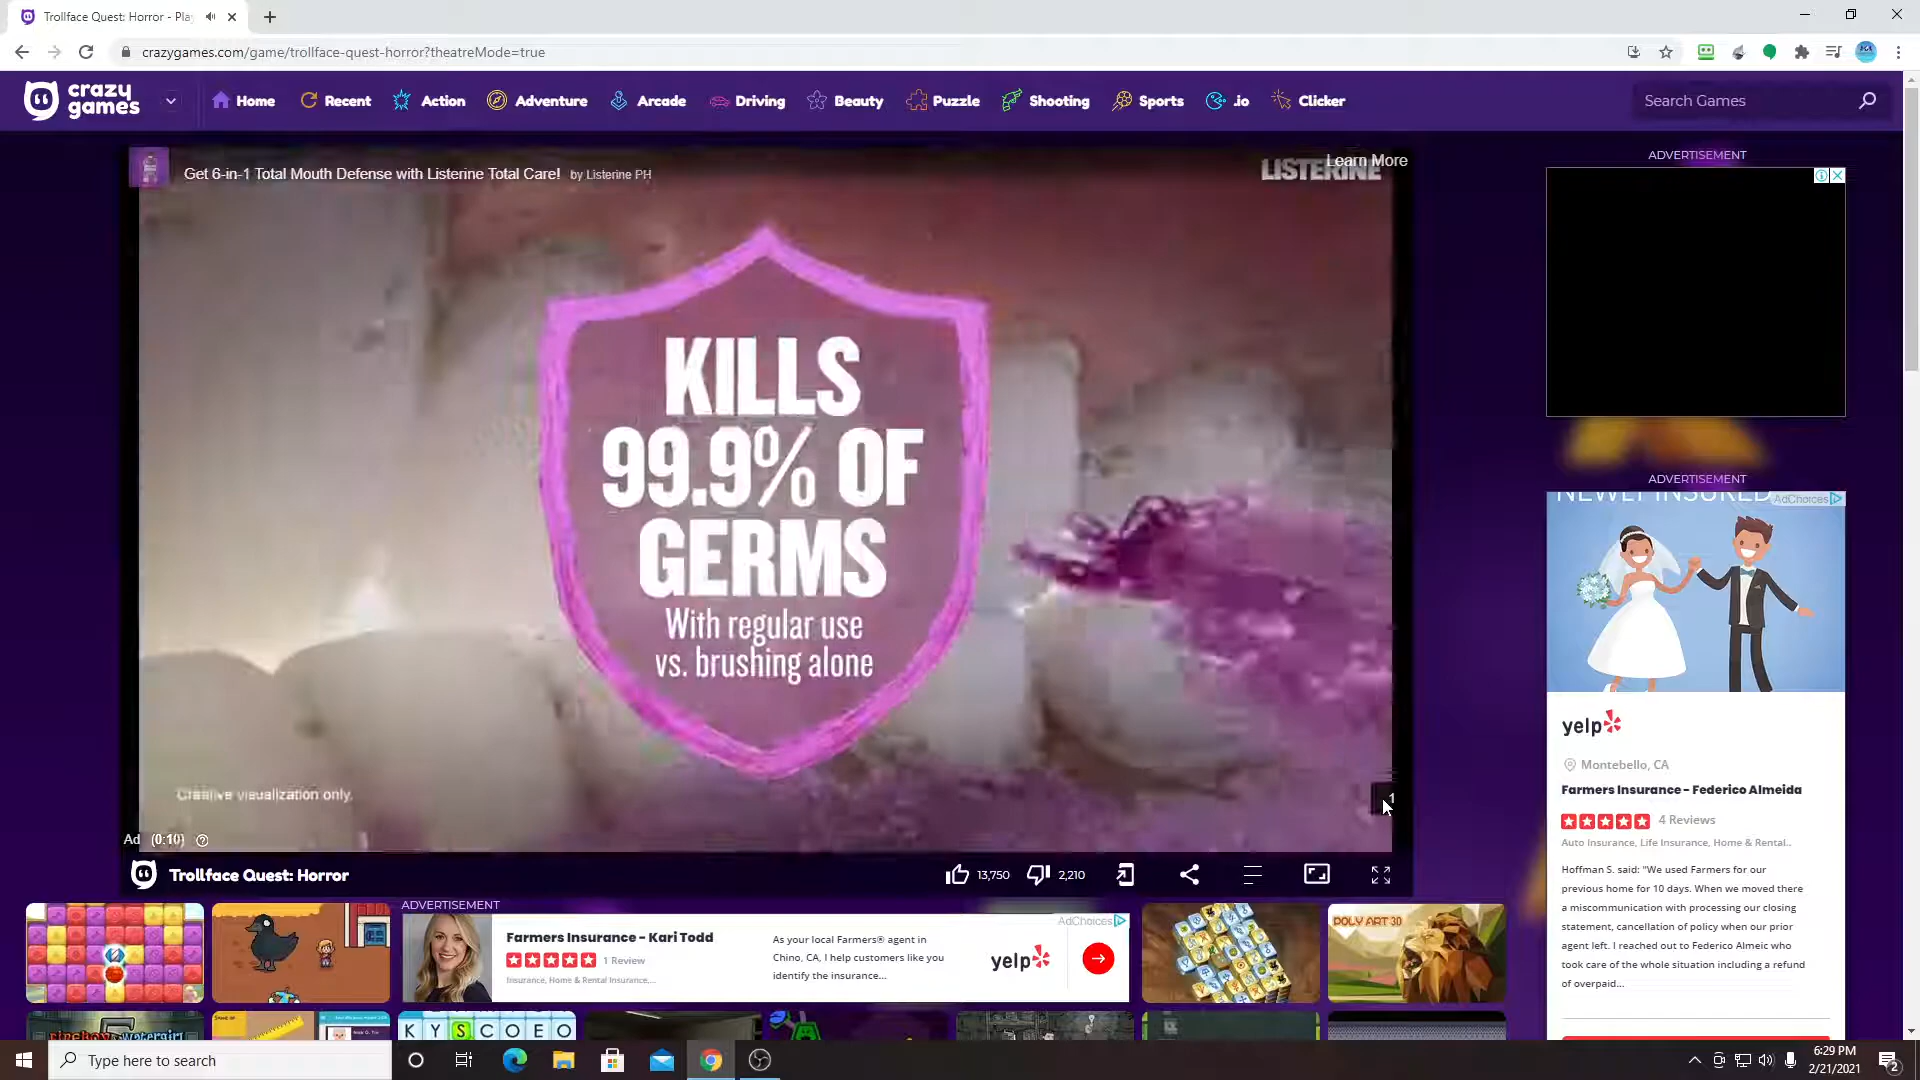 Trollface Quest: Horror - Pla
crazygames.com/game/trollface-quest-horror?theatreMode=true
crazy games
Home
Recent
Action
Adventure
Arcade
Driving
Beauty
Puzzle
Shooting
Sports
.io
Clicker
Search Games
Get 6-in-1 Total Mouth Defense with Listerine Total Care! by Listerine PH
LISTERINE
Learn More
KILLS
99.9% OF
GERMS
With regular use
vs. brushing alone
Creative visualization only.
1
Ad (0:10)
Trollface Quest: Horror
13,750
2,210
ADVERTISEMENT
ADVERTISEMENT
NEWLY INSURED
AdChoices
yelp
Montebello, CA
Farmers Insurance - Federico Almeida
4 Reviews
Auto Insurance, Life Insurance, Home & Rental..
Hoffman S. said: "We used Farmers for our
previous home for 10 days. When we moved there
a miscommunication with processing our closing
statement, cancellation of policy when our prior
agent left. I reached out to Federico Almeic who
took care of the whole situation including a refund
of overpaid...
ADVERTISEMENT
AdChoices
Farmers Insurance - Kari Todd
1 Review
Insurance, Home & Rental Insurance,...
As your local Farmers® agent in
Chino, CA, I help customers like you
identify the insurance...
yelp
POLY ART 3D
KYSCOEO
Type here to search
6:29 PM
2/21/2021
2